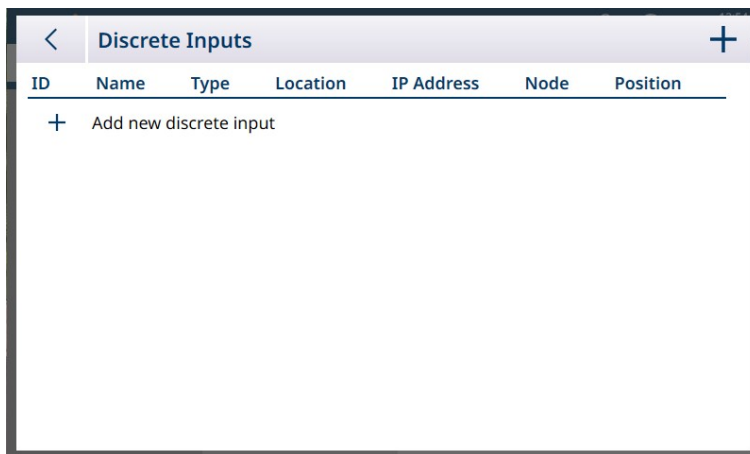 Discrete Inputs
ID Name Type Location IP Address Node Position
Add new discrete input